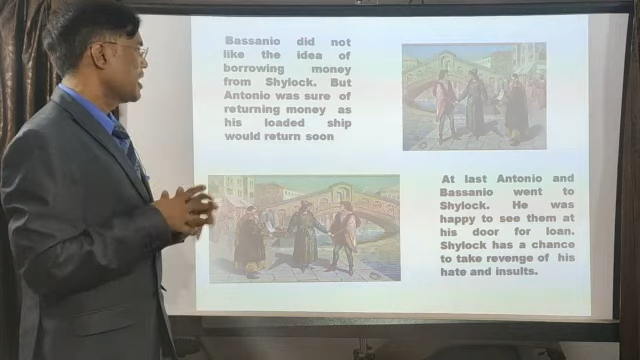 Bassanio did not
like the idea of
borrowing money
from Shylock. But
Antonio was sure of
returning money as
his loaded ship
would return soon
At last Antonio and
Bassanio went to
Shylock. He was
happy to see them at
his door for loan.
Shylock has a chance
to take revenge of his
hate and insults.